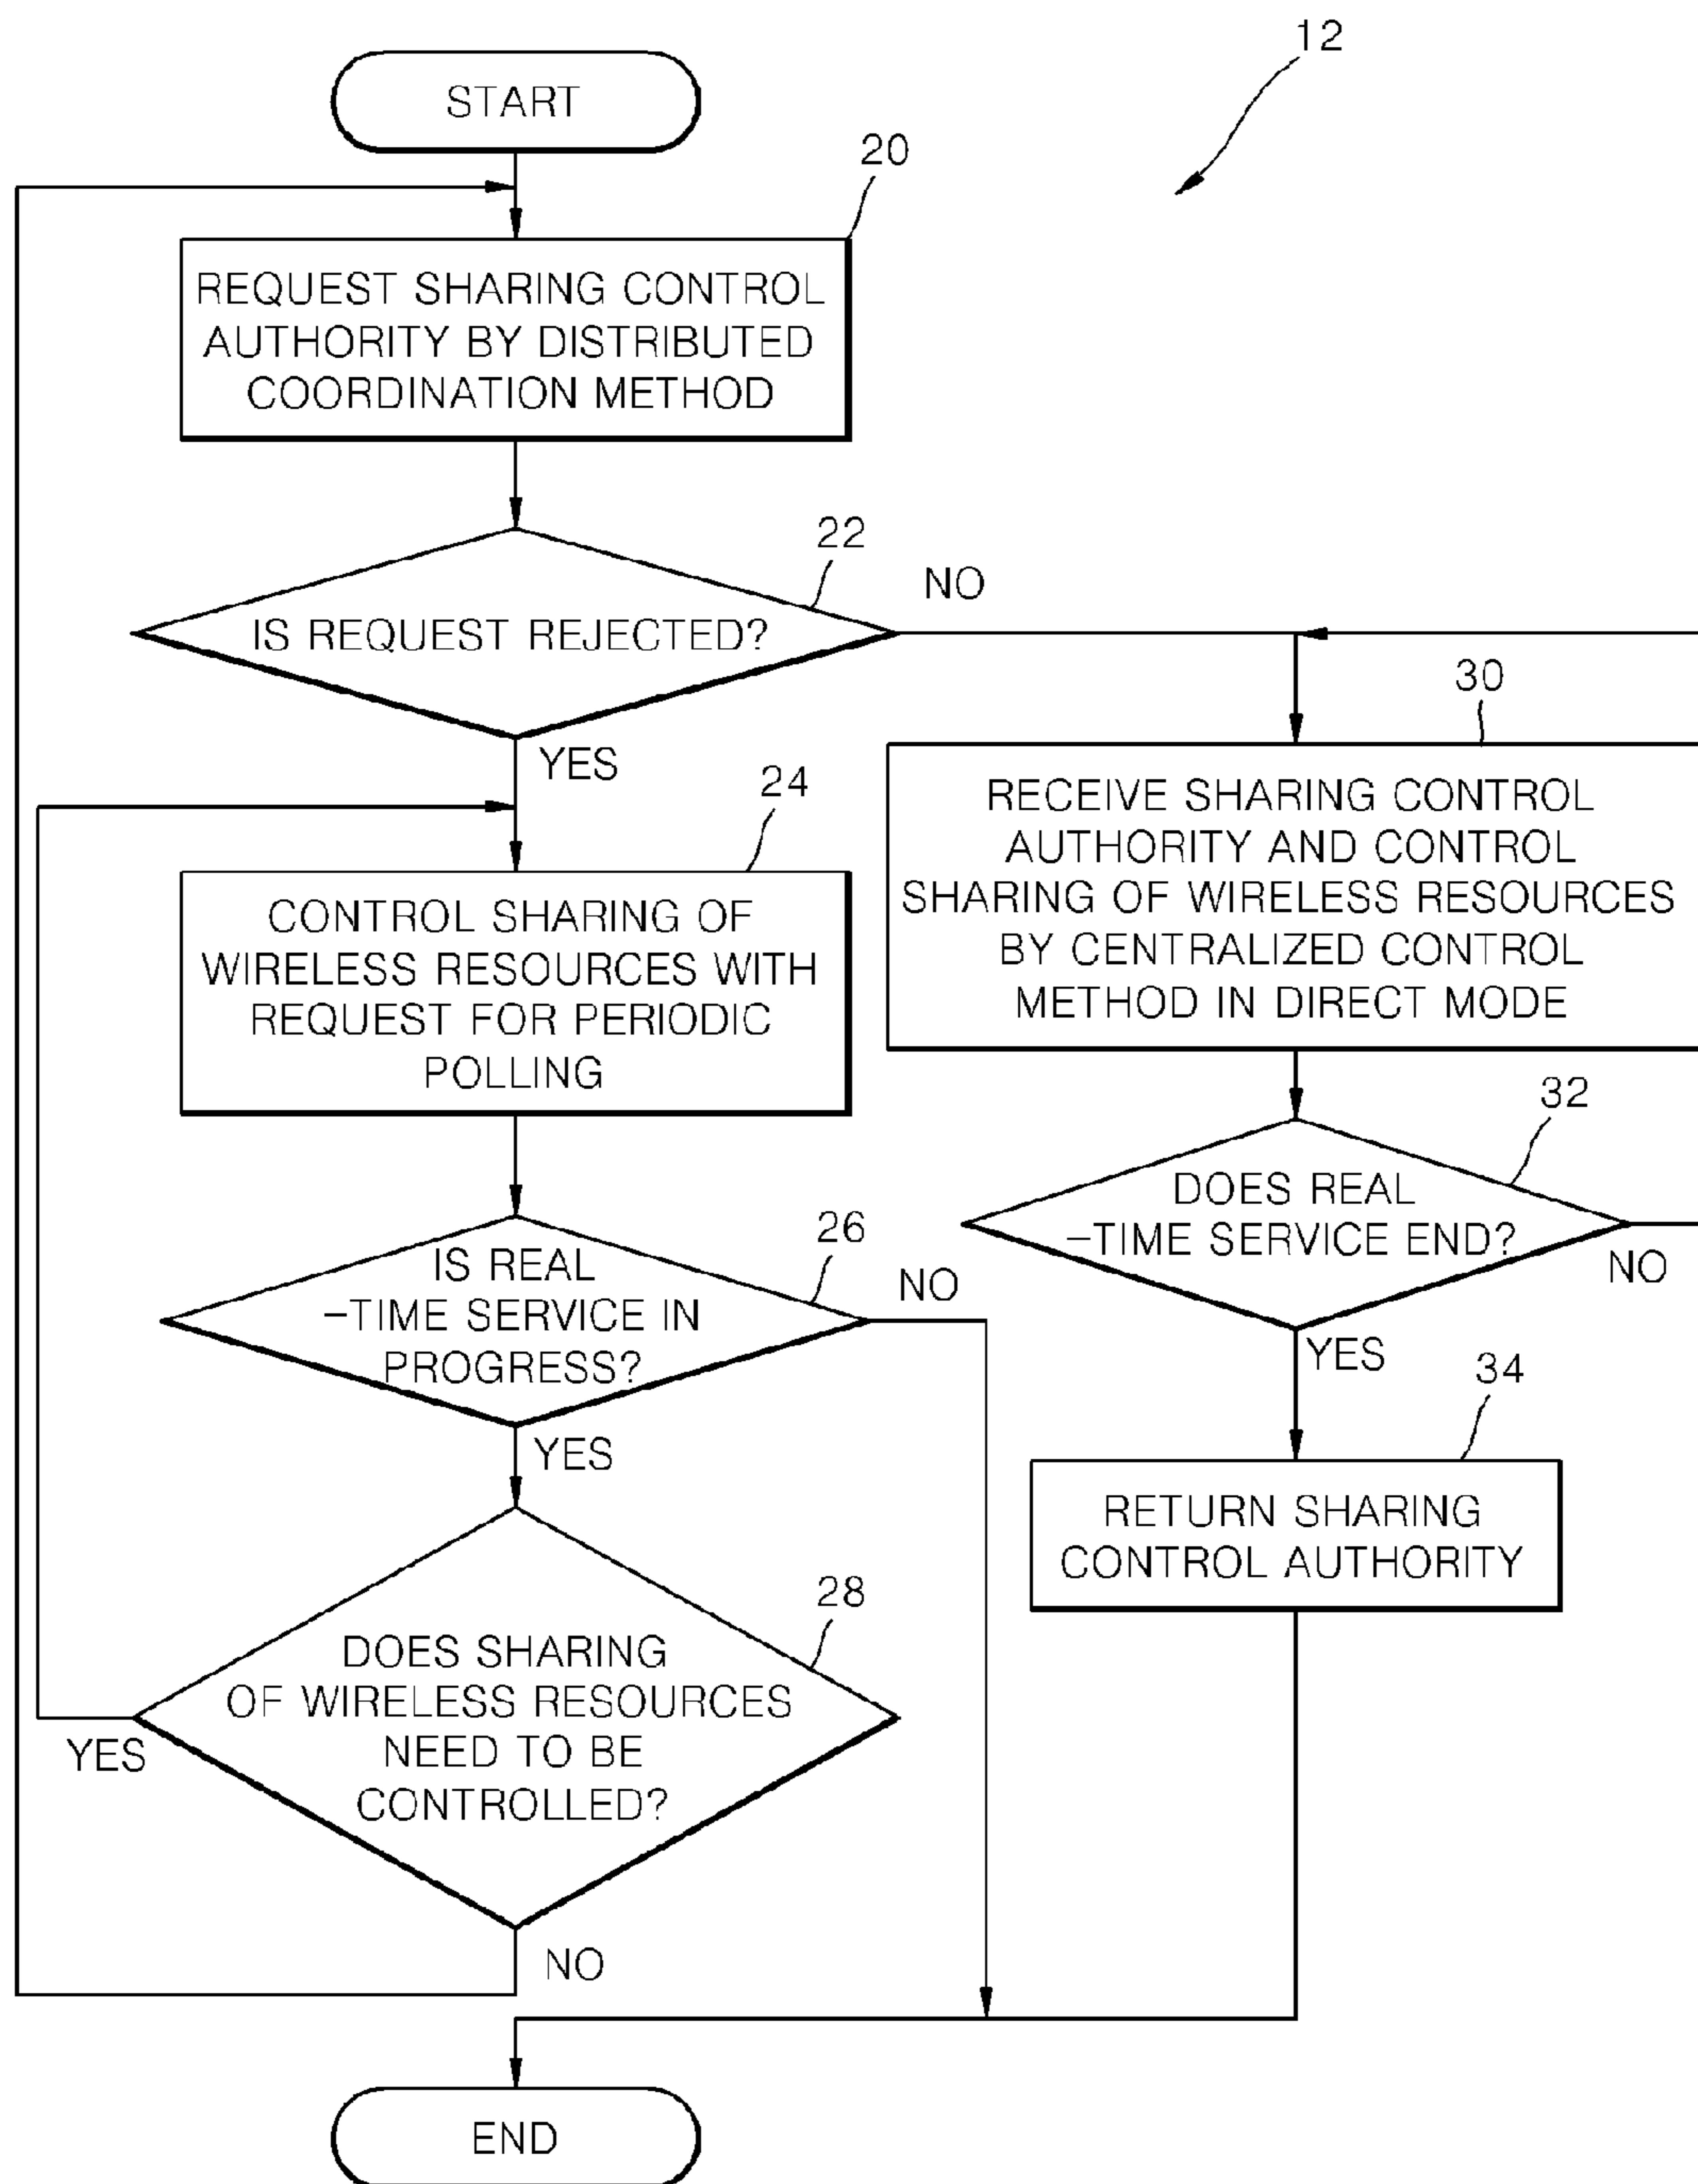 12
START
20
REQUEST SHARING CONTROL
AUTHORITY BY DISTRIBUTED
COORDINATION METHOD
22
IS REQUEST REJECTED?
NO
YES
24
CONTROL SHARING OF
WIRELESS RESOURCES WITH
REQUEST FOR PERIODIC
POLLING
26
IS REAL
-TIME SERVICE IN
PROGRESS?
NO
YES
28
DOES SHARING
OF WIRELESS RESOURCES
NEED TO BE
CONTROLLED?
YES
NO
30
RECEIVE SHARING CONTROL
AUTHORITY AND CONTROL
SHARING OF WIRELESS RESOURCES
BY CENTRALIZED CONTROL
METHOD IN DIRECT MODE
32
DOES REAL
-TIME SERVICE END?
NO
YES
34
RETURN SHARING
CONTROL AUTHORITY
END